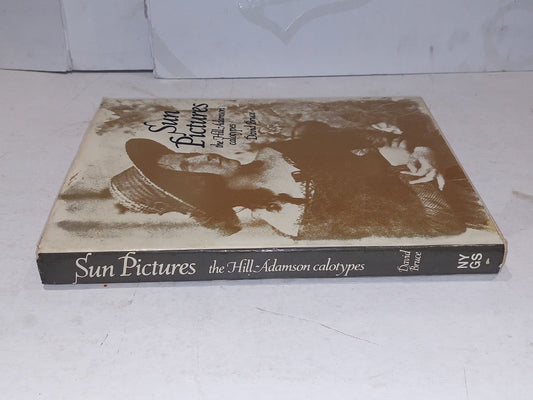 Sun
Pictures
the Hill-Adamson
calotypes
David Bruce
Sun Pictures the Hill-Adamson calotypes David Bruce NY GS